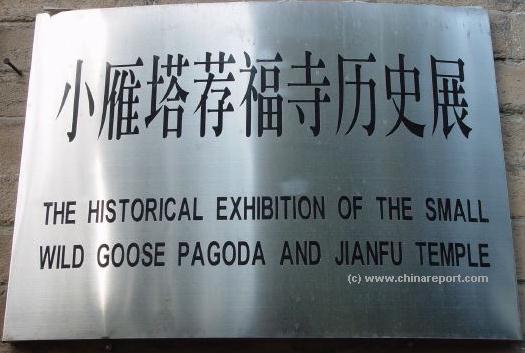 小雁塔荐福寺历史展
THE HISTORICAL EXHIBITION OF THE SMALL
WILD GOOSE PAGODA AND JIANFU TEMPLE
(c) www.chinareport.com